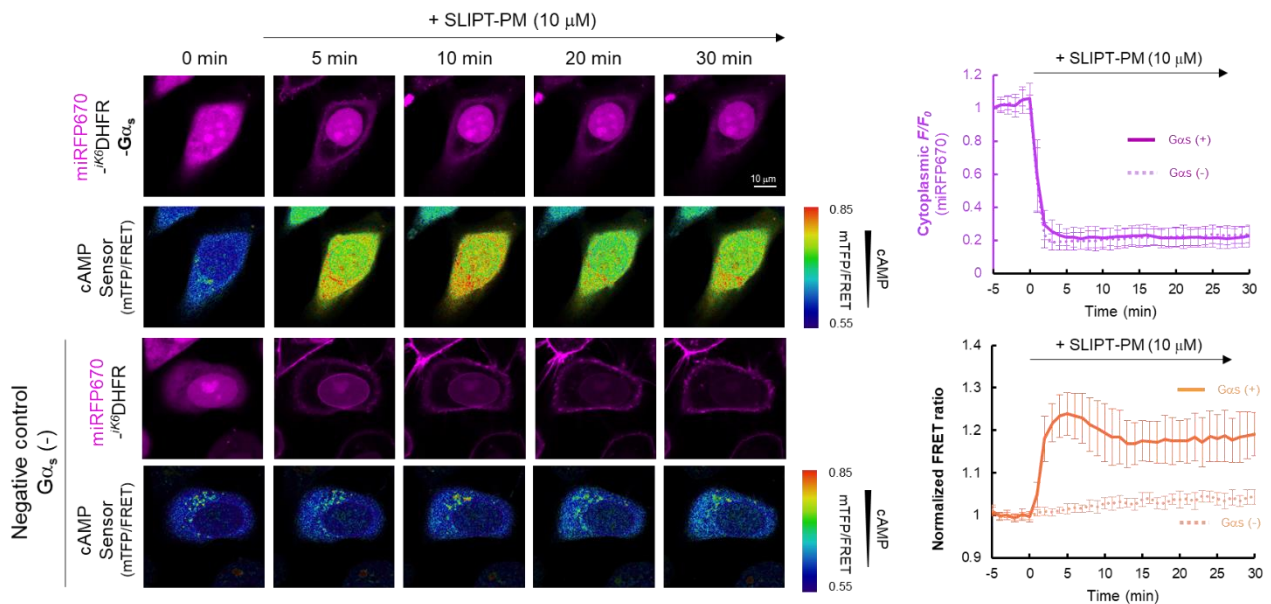 + SLIPT-PM (10 μM)
0 min
5 min
10 min
20 min
30 min
miRFP670
-iK6DHFR
-Gαs
10 μm
cAMP
Sensor
(mTFP/FRET)
0.85
mTFP/FRET
0.55
cAMP
Negative control
Gαs (-)
miRFP670
-iK6DHFR
cAMP
Sensor
(mTFP/FRET)
0.85
mTFP/FRET
0.55
cAMP
+ SLIPT-PM (10 μM)
Cytoplasmic F/F0
(miRFP670)
1.2
1
0.8
0.6
0.4
0.2
0
Gαs (+)
Gαs (-)
-5 0 5 10 15 20 25 30
Time (min)
+ SLIPT-PM (10 μM)
Normalized FRET ratio
1.4
1.3
1.2
1.1
1
0.9
Gαs (+)
Gαs (-)
-5 0 5 10 15 20 25 30
Time (min)